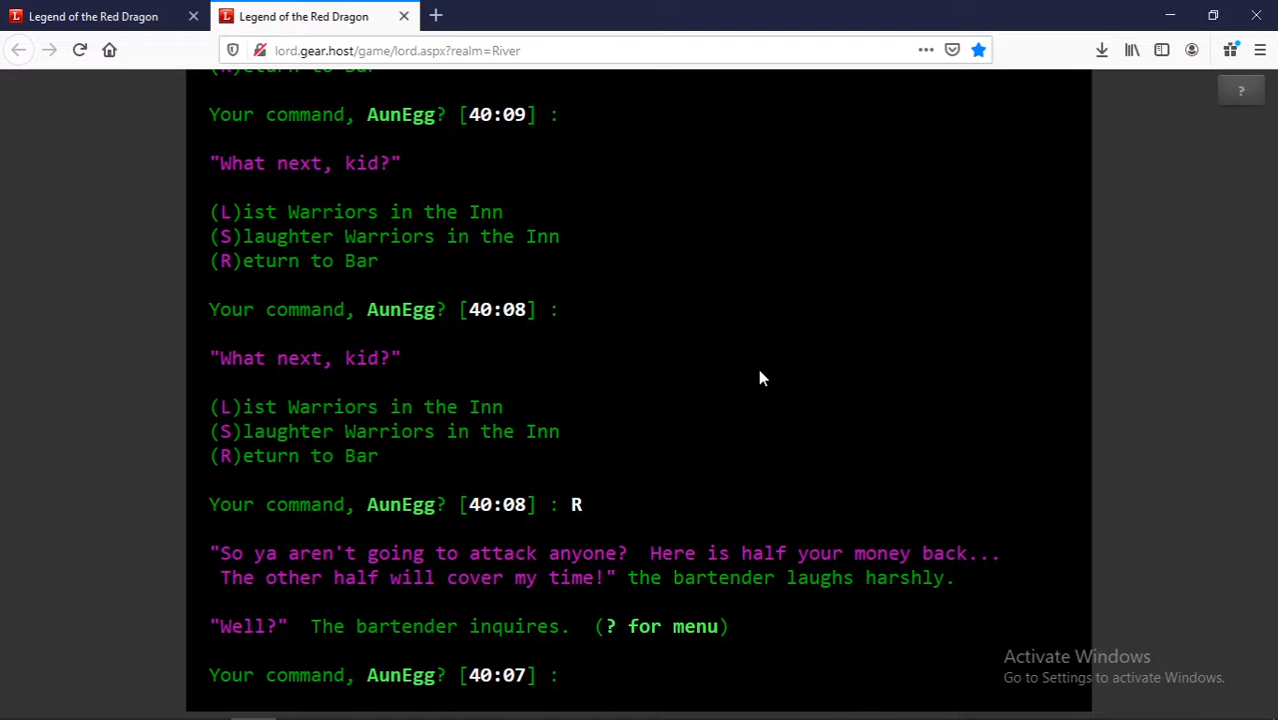 Legend of the Red Dragon
Legend of the Red Dragon
lord.gear.host/game/lord.aspx?realm=River
Your command, AunEgg? [40:09] :
"What next, kid?"
(L)ist Warriors in the Inn
(S)laughter Warriors in the Inn
(R)eturn to Bar
Your command, AunEgg? [40:08] :
"What next, kid?"
(L)ist Warriors in the Inn
(S)laughter Warriors in the Inn
(R)eturn to Bar
Your command, AunEgg? [40:08] : R
"So ya aren't going to attack anyone?  Here is half your money back...
The other half will cover my time!" the bartender laughs harshly.
"Well?"  The bartender inquires.  (? for menu)
Your command, AunEgg? [40:07] :
?
Activate Windows
Go to Settings to activate Windows.